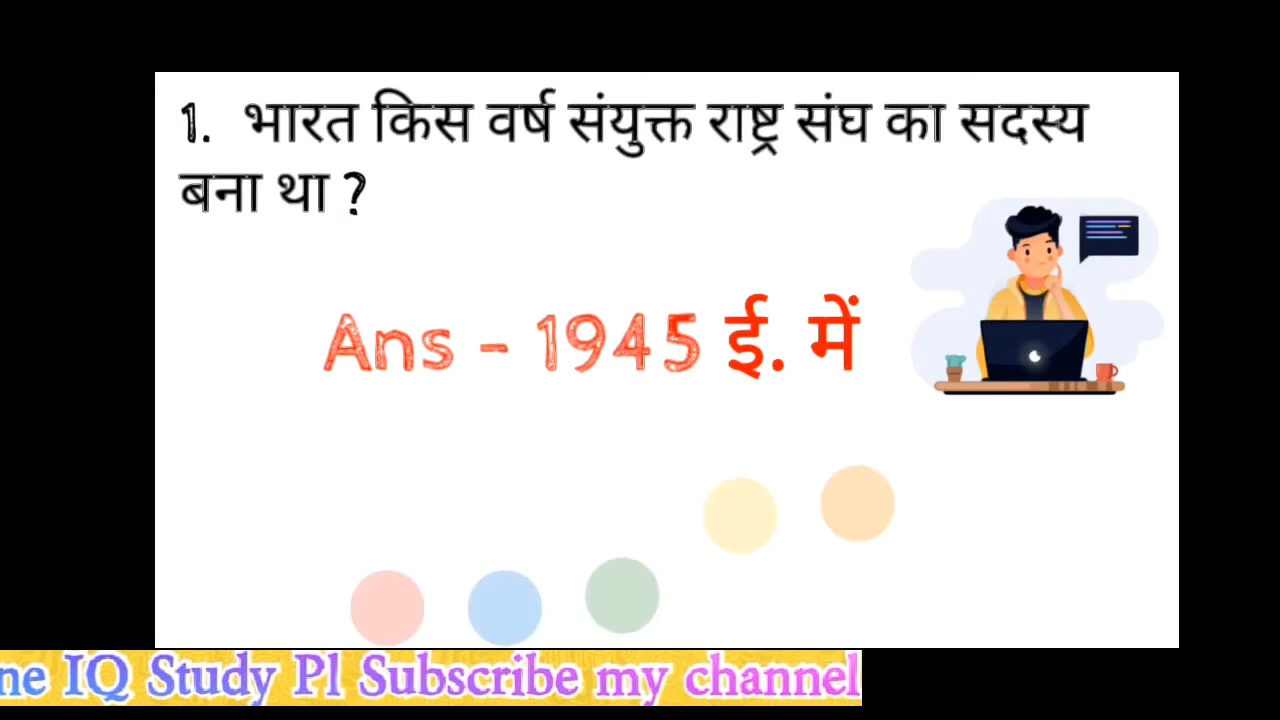 1. भारत किस वर्ष संयुक्त राष्ट्र संघ का सदस्य
बना था ?
Ans - 1945 ई. में
ne IQ Study Pl Subscribe my channel